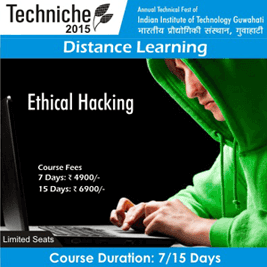 Techniche
2015
Annual Technical Fest of
Indian Institute of Technology Guwahati
भारतीय प्रौद्योगिकी संस्थान, गुवाहाटी
Distance Learning
Ethical Hacking
Course Fees
7 Days: ₹ 4900/-
15 Days: ₹ 6900/-
Limited Seats
Course Duration: 7/15 Days